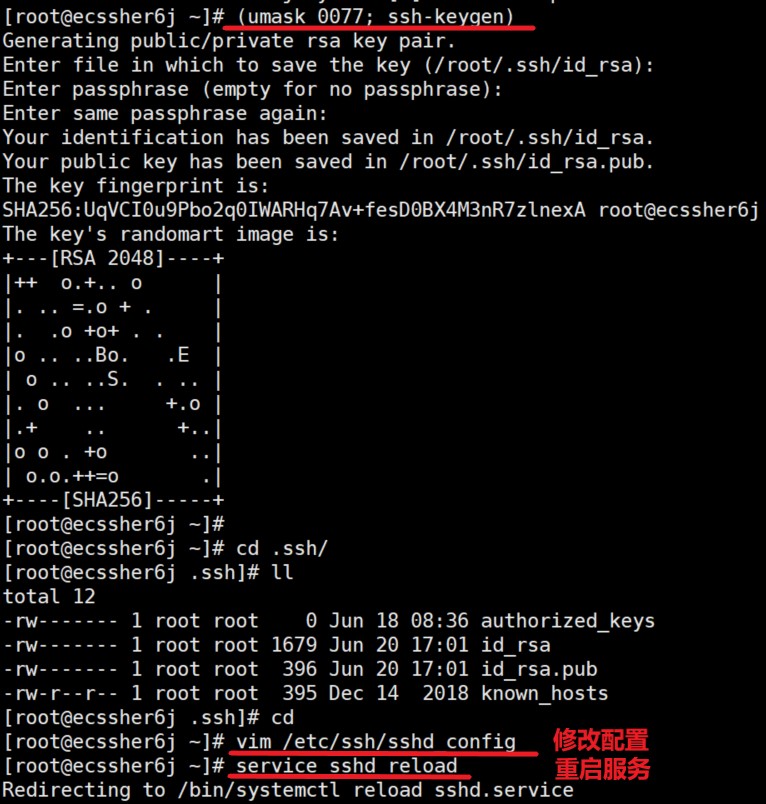 [root@ecssher6j ~]# (umask 0077; ssh-keygen)
Generating public/private rsa key pair.
Enter file in which to save the key (/root/.ssh/id_rsa):
Enter passphrase (empty for no passphrase):
Enter same passphrase again:
Your identification has been saved in /root/.ssh/id_rsa.
Your public key has been saved in /root/.ssh/id_rsa.pub.
The key fingerprint is:
SHA256:UqVCI0u9Pbo2q0IWARHq7Av+fesD0BX4M3nR7zlnexA root@ecssher6j
The key's randomart image is:
+---[RSA 2048]----+
|++  o.+.. o      |
|. .. =.o + .     |
|.  .o +o+ . .    |
|o .. ..Bo.   .E  |
| o .. ..S.  . .. |
|. o  ...     +.o |
|.+    ..      +..|
|o o . +o       ..|
| o.o.++=o       .|
+----[SHA256]-----+
[root@ecssher6j ~]#
[root@ecssher6j ~]# cd .ssh/
[root@ecssher6j .ssh]# ll
total 12
-rw------- 1 root root    0 Jun 18 08:36 authorized_keys
-rw------- 1 root root 1679 Jun 20 17:01 id_rsa
-rw------- 1 root root  396 Jun 20 17:01 id_rsa.pub
-rw-r--r-- 1 root root  395 Dec 14  2018 known_hosts
[root@ecssher6j .ssh]# cd
[root@ecssher6j ~]# vim /etc/ssh/sshd_config 修改配置
[root@ecssher6j ~]# service sshd reload 重启服务
Redirecting to /bin/systemctl reload sshd.service